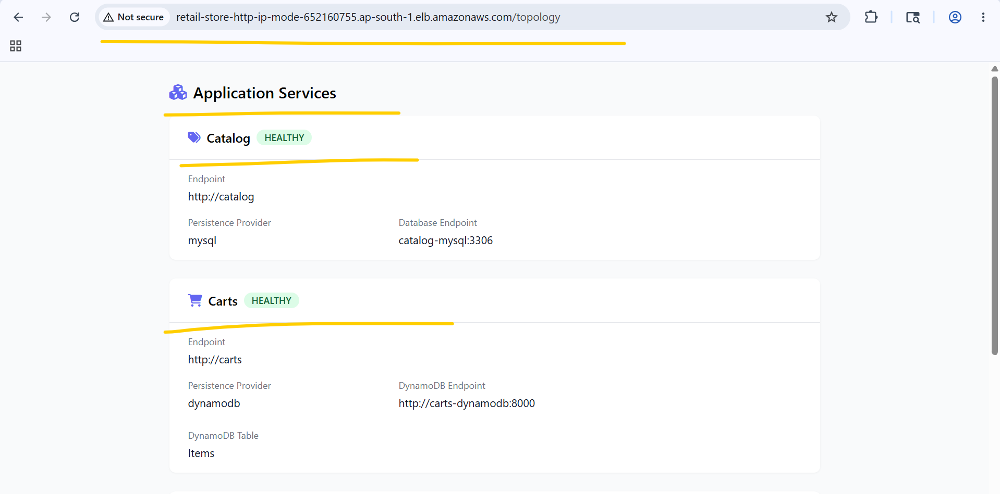 Not secure retail-store-http-ip-mode-652160755.ap-south-1.elb.amazonaws.com/topology
Application Services
Catalog HEALTHY
Endpoint
http://catalog
Persistence Provider Database Endpoint
mysql catalog-mysql:3306
Carts HEALTHY
Endpoint
http://carts
Persistence Provider DynamoDB Endpoint
dynamodb http://carts-dynamodb:8000
DynamoDB Table
Items